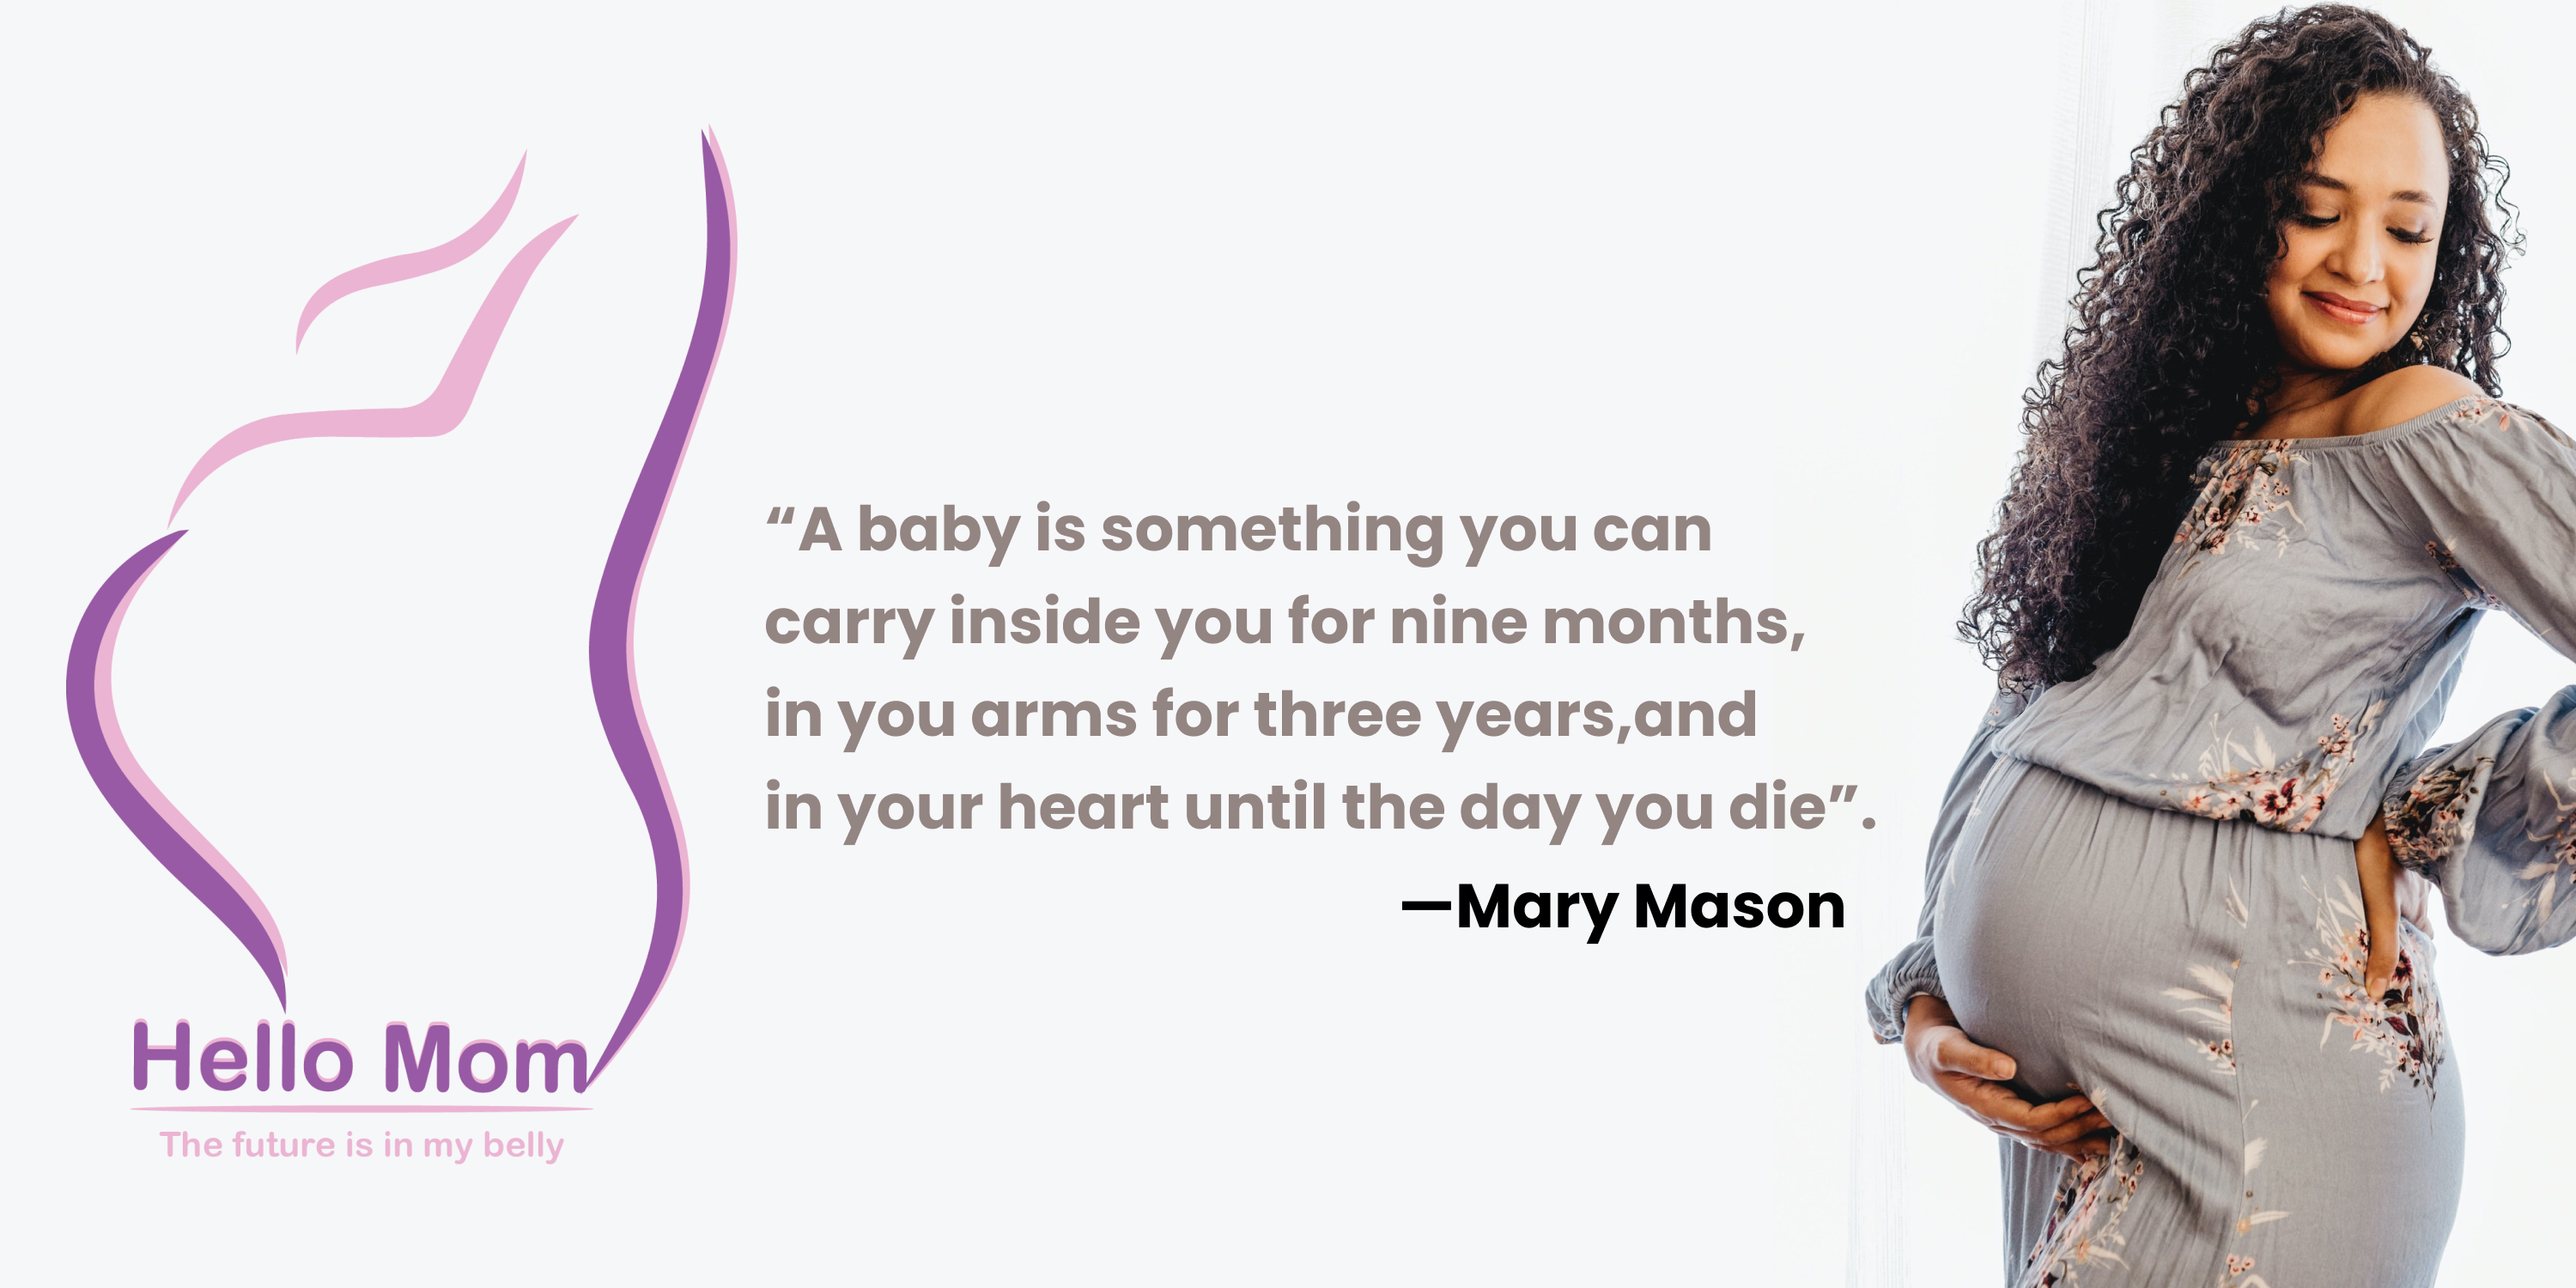 “A baby is something you can
carry inside you for nine months,
in you arms for three years,and
in your heart until the day you die”.
—Mary Mason
Hello Mom
The future is in my belly